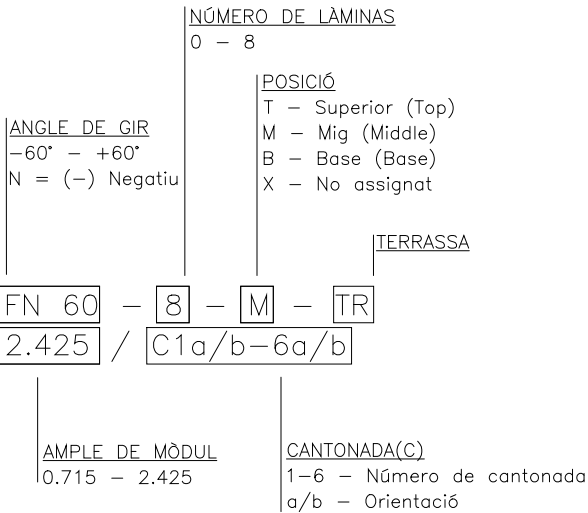 NÚMERO DE LÀMINAS
0 – 8
POSICIÓ
T – Superior (Top)
M – Mig (Middle)
B – Base (Base)
X – No assignat
ANGLE DE GIR
–60° – +60°
N = (–) Negatiu
TERRASSA
FN 60 – 8 – M – TR
2.425 / C1a/b–6a/b
AMPLE DE MÒDUL
0.715 – 2.425
CANTONADA(C)
1–6 – Número de cantonada
a/b – Orientació